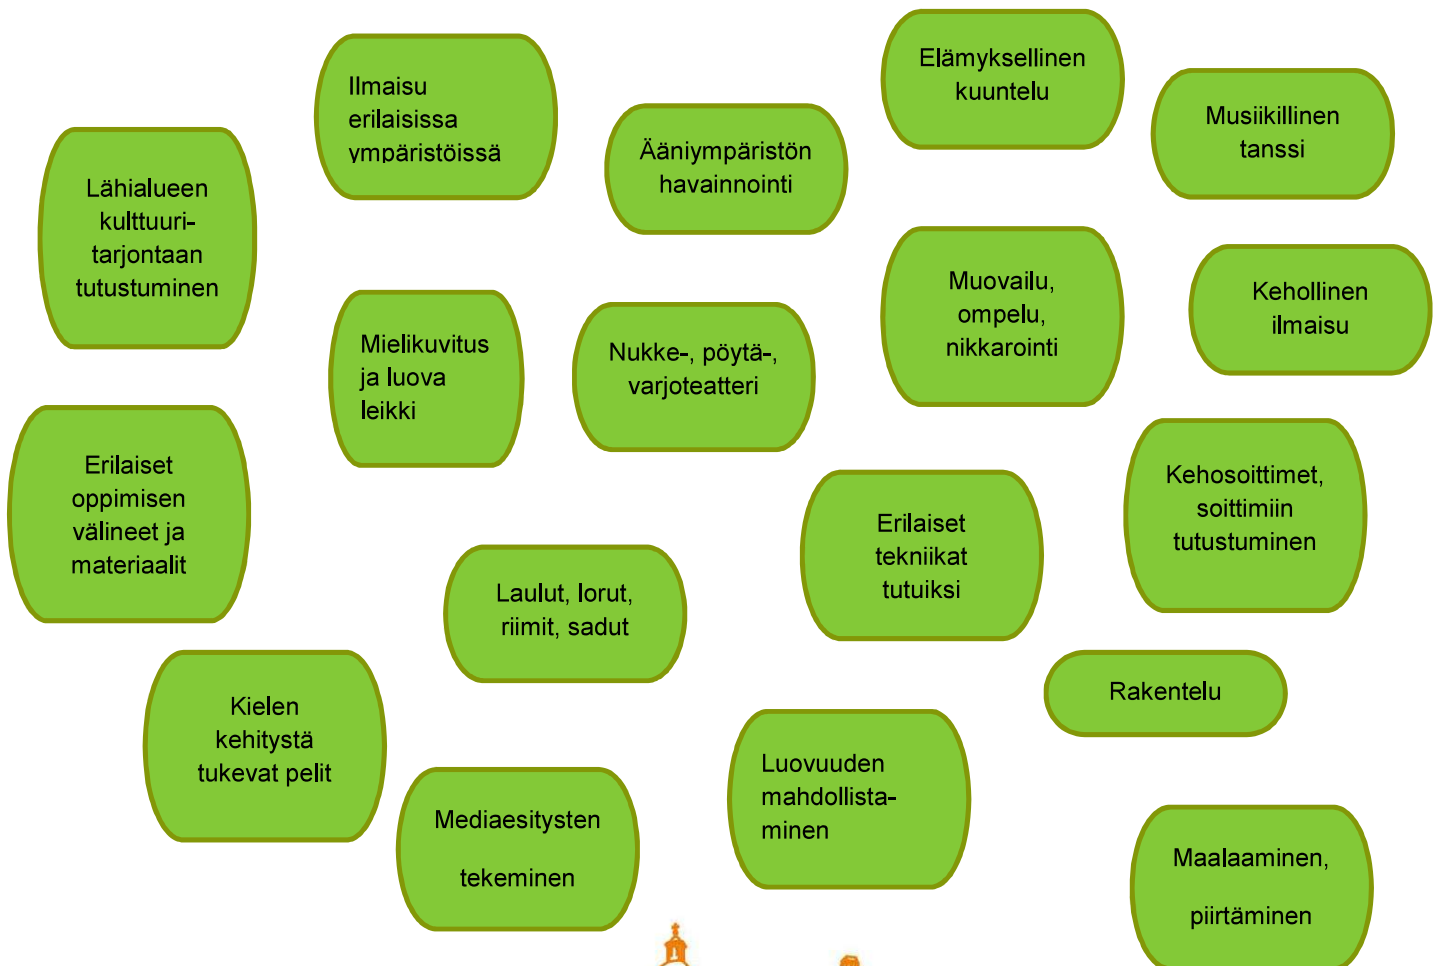 Elämyksellinen
kuuntelu
Ilmaisu
erilaisissa
ympäristöissä
Musiikillinen
tanssi
Ääniympäristön
havainnointi
Lähialueen
kulttuuri-
tarjontaan
tutustuminen
Muovailu,
ompelu,
nikkarointi
Kehollinen
ilmaisu
Mielikuvitus
ja luova
leikki
Nukke-, pöytä-,
varjoteatteri
Erilaiset
oppimisen
välineet ja
materiaalit
Kehosoittimet,
soittimiin
tutustuminen
Erilaiset
tekniikat
tutuiksi
Laulut, lorut,
riimit, sadut
Rakentelu
Kielen
kehitystä
tukevat pelit
Luovuuden
mahdollista-
minen
Mediaesitysten
tekeminen
Maalaaminen,
piirtäminen